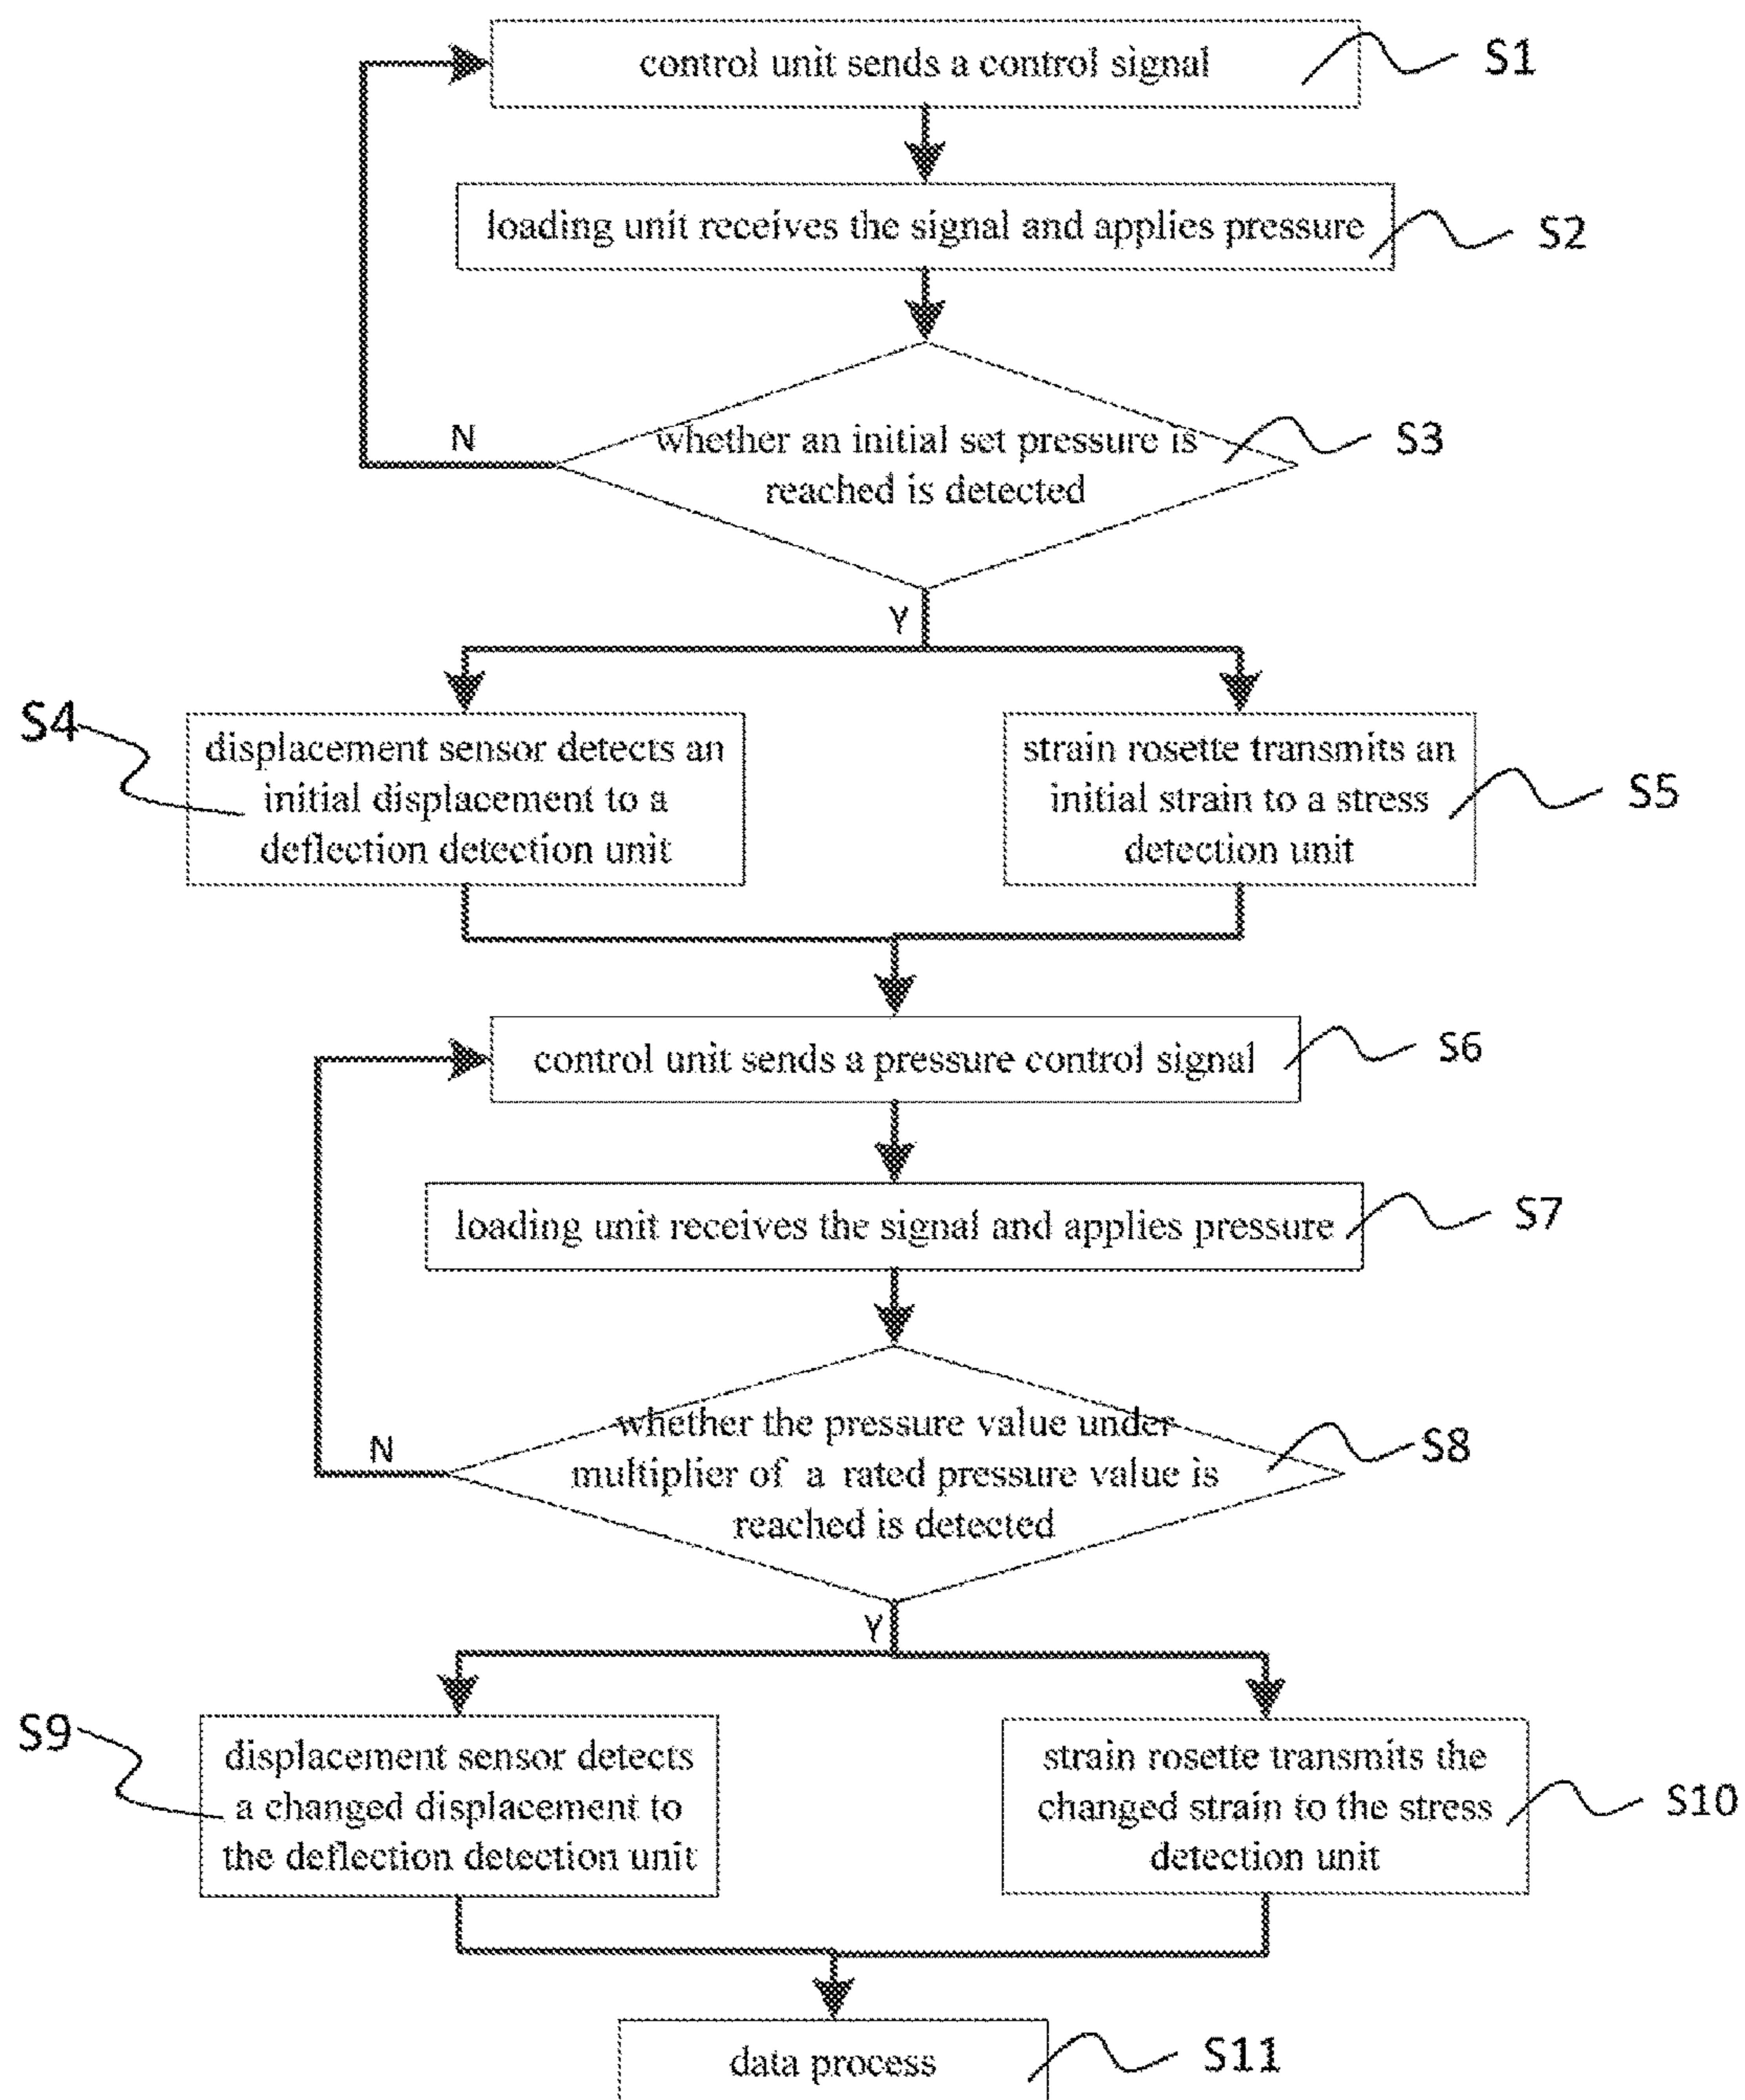 control unit sends a control signal
S1
loading unit receives the signal and applies pressure
S2
whether an initial set pressure is
reached is detected
S3
N
Y
S4
displacement sensor detects an
initial displacement to a
deflection detection unit
strain rosette transmits an
initial strain to a stress
detection unit
S5
control unit sends a pressure control signal
S6
loading unit receives the signal and applies pressure
S7
whether the pressure value under
multiplier of a rated pressure value is
reached is detected
S8
N
Y
S9
displacement sensor detects
a changed displacement to
the deflection detection unit
strain rosette transmits the
changed strain to the stress
detection unit
S10
data process
S11